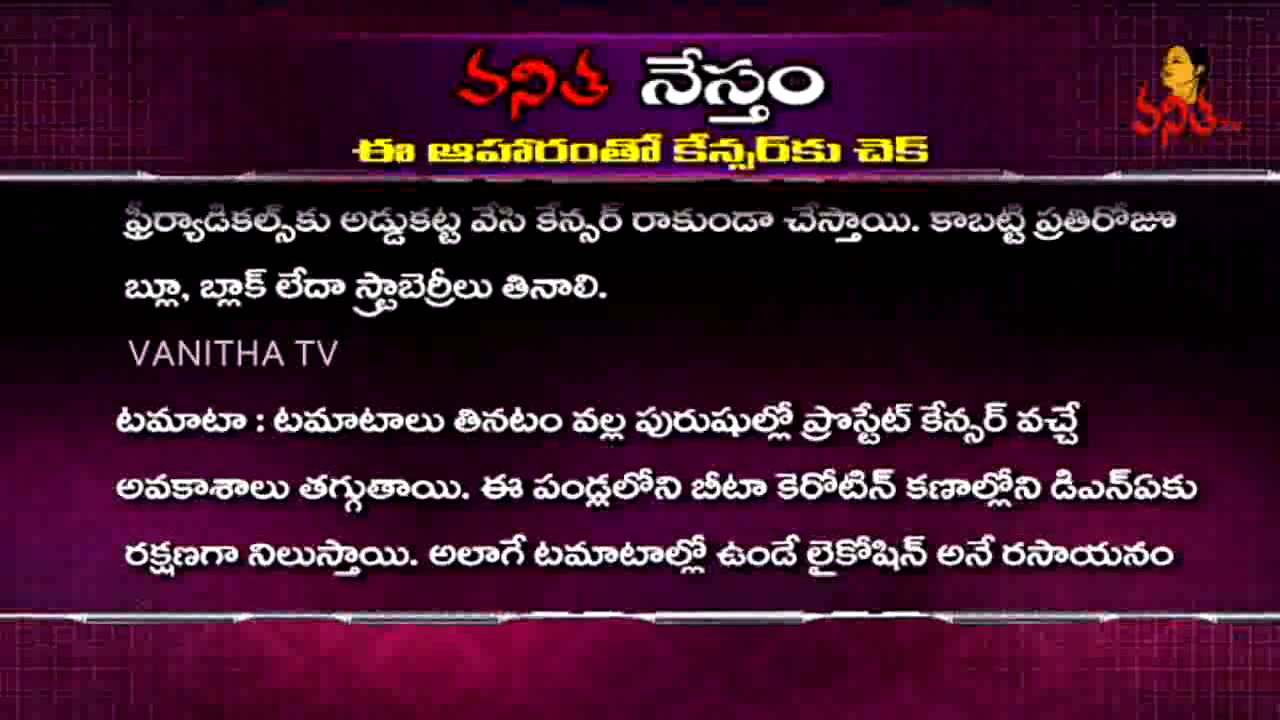 వనిత నేస్తం
వనిత
ఈ ఆహారంతో కేన్సర్‌కు చెక్
ఫ్రీర్యాడికల్స్‌కు అడ్డుకట్ట వేసి కేన్సర్ రాకుండా చేస్తాయి. కాబట్టి ప్రతిరోజూ
బ్లూ, బ్లాక్ లేదా స్ట్రాబెర్రీలు తినాలి.
VANITHA TV
టమాటా : టమాటాలు తినటం వల్ల పురుషుల్లో ప్రొస్టేట్ కేన్సర్ వచ్చే
అవకాశాలు తగ్గుతాయి. ఈ పండ్లలోని బీటా కెరోటిన్ కణాల్లోని డిఎన్ఏకు
రక్షణగా నిలుస్తాయి. అలాగే టమాటాల్లో ఉండే లైకోషిన్ అనే రసాయనం